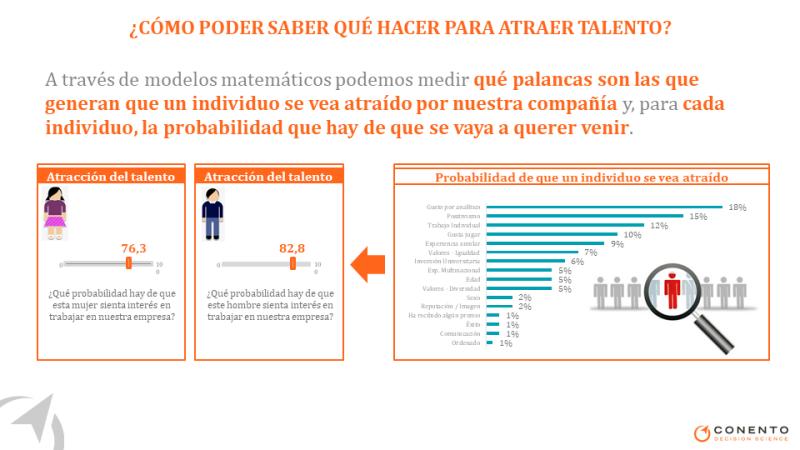 ¿CÓMO PODER SABER QUÉ HACER PARA ATRAER TALENTO?
A través de modelos matemáticos podemos medir qué palancas son las que
generan que un individuo se vea atraído por nuestra compañía y, para cada
individuo, la probabilidad que hay de que se vaya a querer venir.
Atracción del talento
76,3
0
10
0
¿Qué probabilidad hay de que
esta mujer sienta interés en
trabajar en nuestra empresa?
Atracción del talento
82,8
0
10
0
¿Qué probabilidad hay de que
este hombre sienta interés en
trabajar en nuestra empresa?
Probabilidad de que un individuo se vea atraído
Gusto por analítica 18%
Positivismo 15%
Trabajo Individual 12%
Gusta jugar 10%
Experiencia similar 9%
Valores - Igualdad 7%
Inversión Universitaria 6%
Exp. Multinacional 5%
Edad 5%
Valores - Diversidad 5%
Sexo 2%
Reputación / Imagen 2%
Ha recibido algún premio 1%
Éxito 1%
Comunicación 1%
Ordenado 1%
CONENTO
DECISION SCIENCE